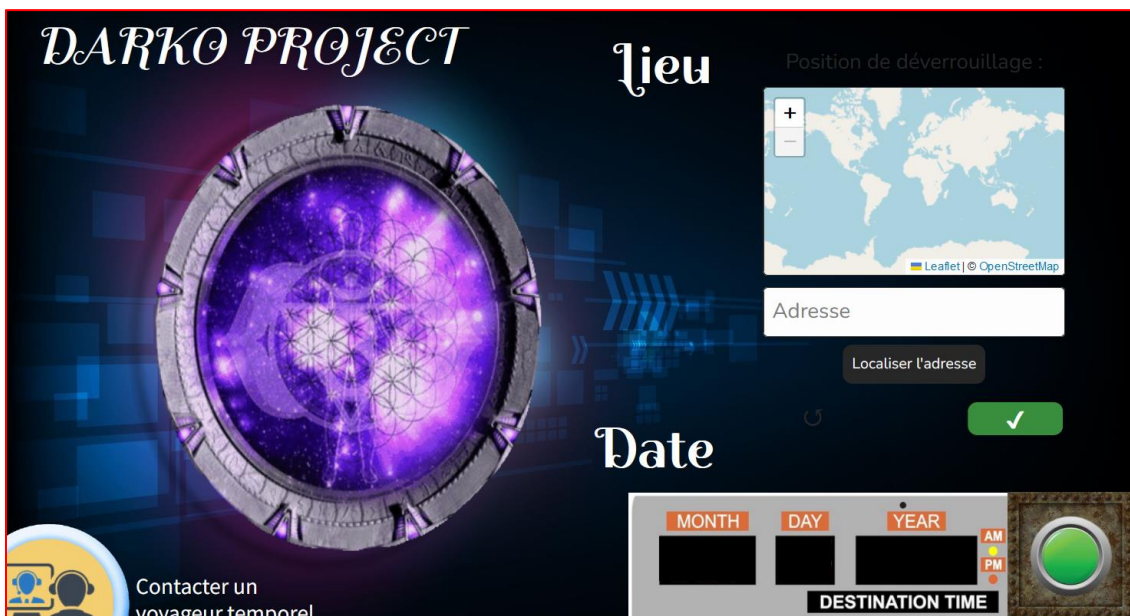 DARKO PROJECT
Lieu
Position de déverrouillage :
+
−
Leaflet | © OpenStreetMap
Adresse
Localiser l'adresse
Date
MONTH DAY YEAR
AM
PM
DESTINATION TIME
Contacter un
voyageur temporel